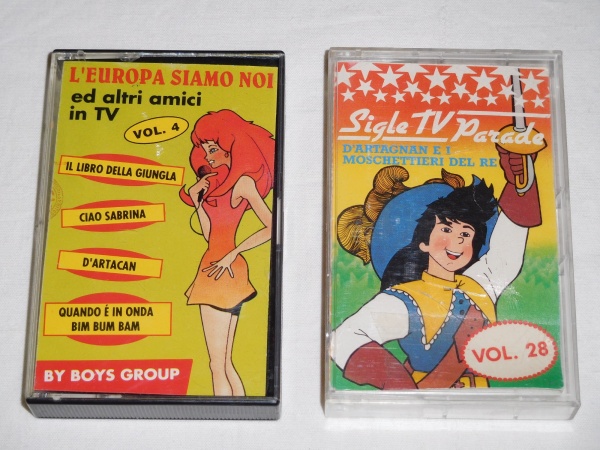 L'EUROPA SIAMO NOI
ed altri amici
in TV
VOL. 4
IL LIBRO DELLA GIUNGLA
CIAO SABRINA
D'ARTACAN
QUANDO È IN ONDA
BIM BUM BAM
BY BOYS GROUP
Sigle TV Parade
D'ARTAGNAN E I
MOSCHETTIERI DEL RE
VOL. 28